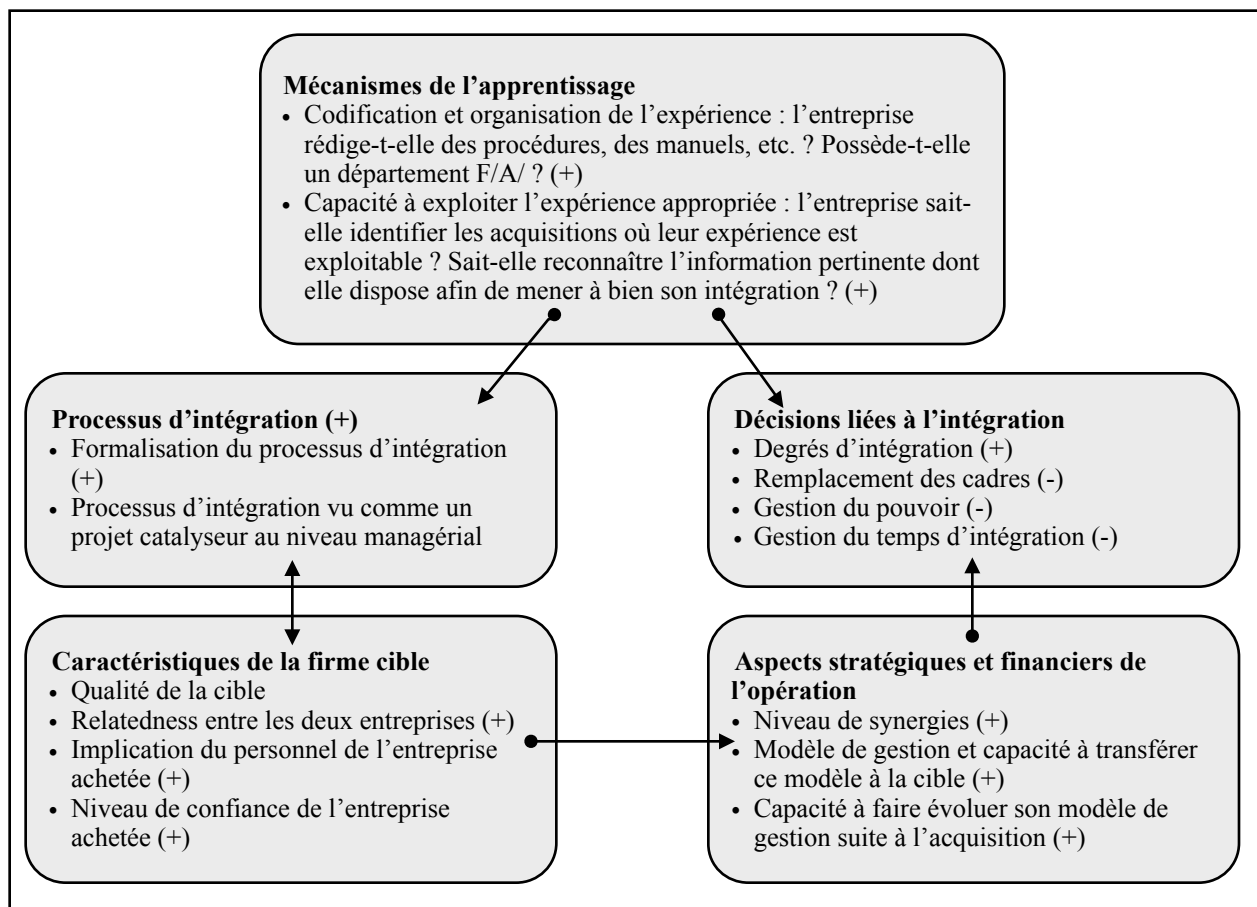 Mécanismes de l’apprentissage
• Codification et organisation de l’expérience : l’entreprise
rédige-t-elle des procédures, des manuels, etc. ? Possède-t-elle
un département F/A/ ? (+)
• Capacité à exploiter l’expérience appropriée : l’entreprise sait-
elle identifier les acquisitions où leur expérience est
exploitable ? Sait-elle reconnaître l’information pertinente dont
elle dispose afin de mener à bien son intégration ? (+)
Processus d’intégration (+)
• Formalisation du processus d’intégration
(+)
• Processus d’intégration vu comme un
projet catalyseur au niveau managérial
Décisions liées à l’intégration
• Degrés d’intégration (+)
• Remplacement des cadres (-)
• Gestion du pouvoir (-)
• Gestion du temps d’intégration (-)
Caractéristiques de la firme cible
• Qualité de la cible
• Relatedness entre les deux entreprises (+)
• Implication du personnel de l’entreprise
achetée (+)
• Niveau de confiance de l’entreprise
achetée (+)
Aspects stratégiques et financiers de
l’opération
• Niveau de synergies (+)
• Modèle de gestion et capacité à transférer
ce modèle à la cible (+)
• Capacité à faire évoluer son modèle de
gestion suite à l’acquisition (+)